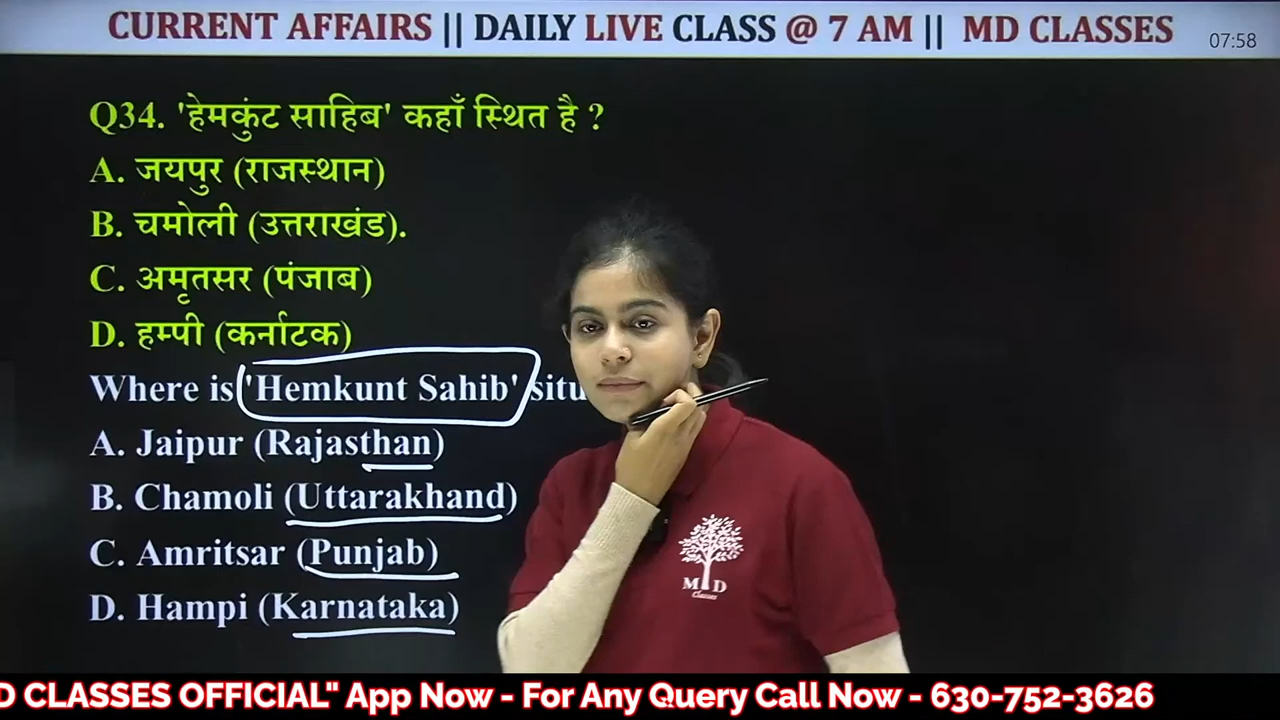 CURRENT AFFAIRS || DAILY LIVE CLASS @ 7 AM || MD CLASSES
07:58
Q34. 'हेमकुंट साहिब' कहाँ स्थित है ?
A. जयपुर (राजस्थान)
B. चमोली (उत्तराखंड).
C. अमृतसर (पंजाब)
D. हम्पी (कर्नाटक)
Where is 'Hemkunt Sahib' situ
A. Jaipur (Rajasthan)
B. Chamoli (Uttarakhand)
C. Amritsar (Punjab)
D. Hampi (Karnataka)
MD
Classes
D CLASSES OFFICIAL" App Now - For Any Query Call Now - 630-752-3626